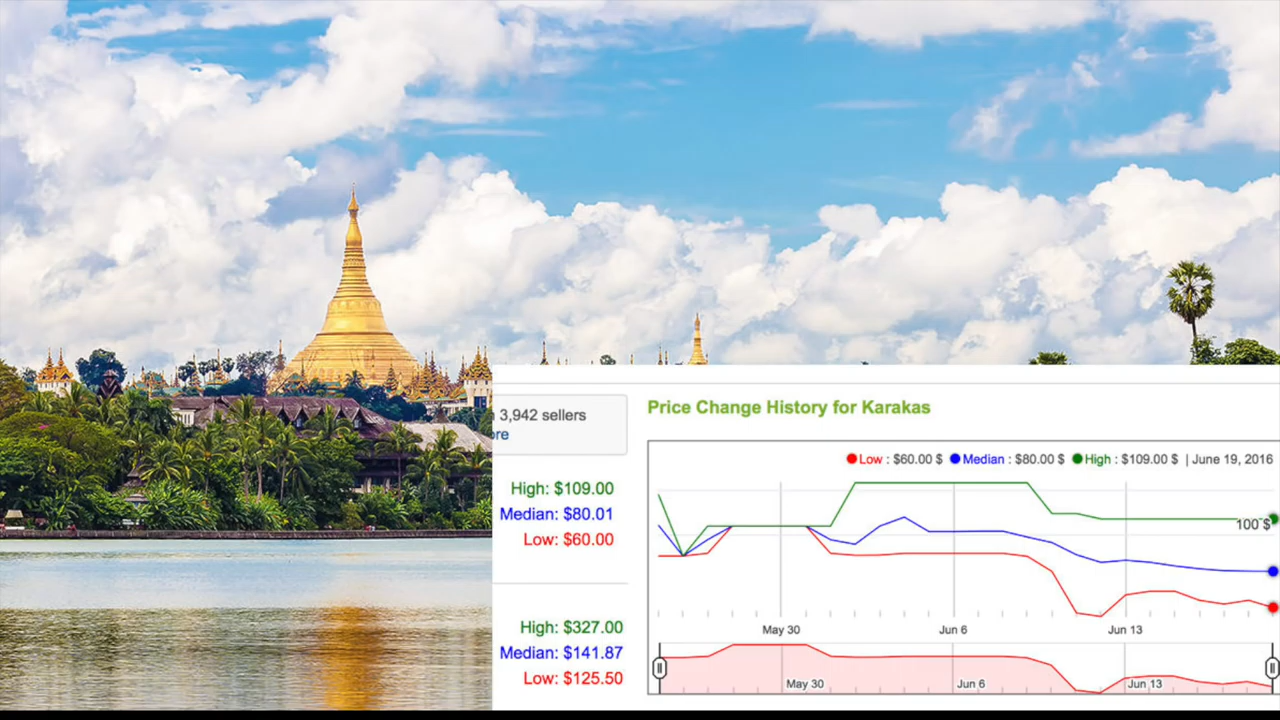 3,942 sellers
ore
High: $109.00
Median: $80.01
Low: $60.00
High: $327.00
Median: $141.87
Low: $125.50
Price Change History for Karakas
Low : $60.00 $ Median : $80.00 $ High : $109.00 $ | June 19, 2016
100 $
May 30 Jun 6 Jun 13
May 30 Jun 6 Jun 13